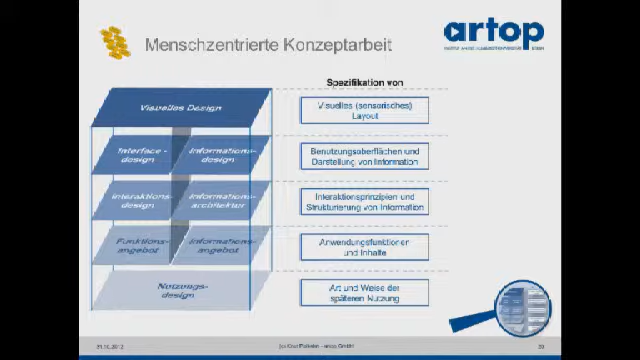 Menschzentrierte Konzeptarbeit
artop
Spezifikation von
Visuelles Design
Visuelles (sensorisches)
Layout
Interface-
design
Informations-
design
Benutzungsoberflächen und
Darstellung von Information
Interaktions-
design
Informations-
architektur
Interaktionsprinzipien und
Strukturierung von Information
Funktions-
angebot
Informations-
angebot
Anwendungsfunktionen
und Inhalte
Nutzungs-
design
Art und Weise der
späteren Nutzung
artop GmbH